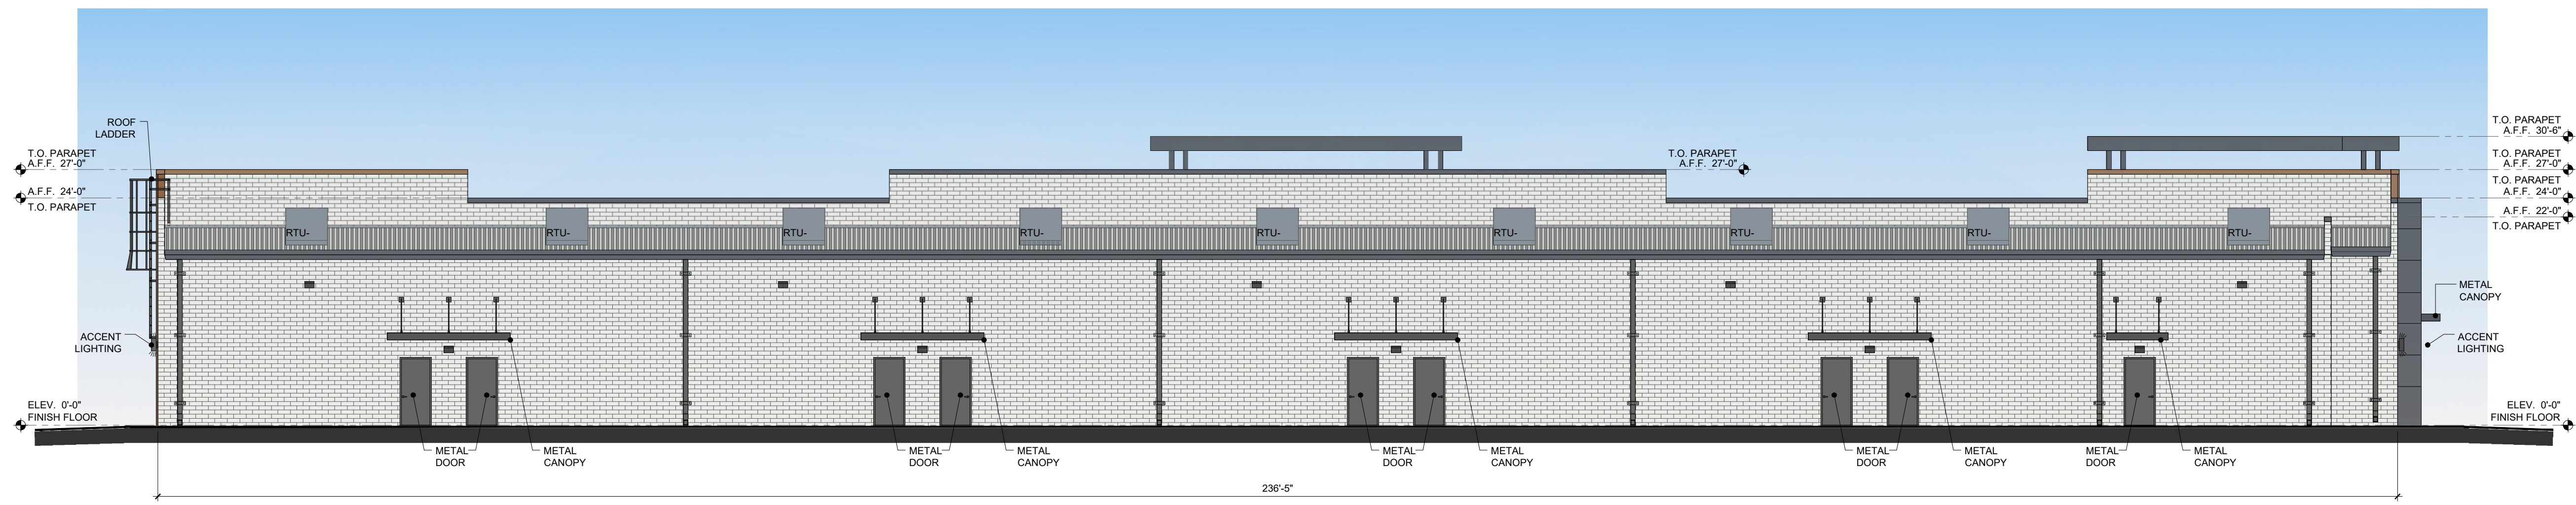 ROOF
LADDER
T.O. PARAPET
A.F.F. 27'-0"
A.F.F. 24'-0"
T.O. PARAPET
ACCENT
LIGHTING
ELEV. 0'-0"
FINISH FLOOR
T.O. PARAPET
A.F.F. 27'-0"
T.O. PARAPET
A.F.F. 30'-6"
T.O. PARAPET
A.F.F. 27'-0"
T.O. PARAPET
A.F.F. 24'-0"
A.F.F. 22'-0"
T.O. PARAPET
RTU-
RTU-
RTU-
RTU-
RTU-
RTU-
RTU-
RTU-
RTU-
METAL
CANOPY
ACCENT
LIGHTING
ELEV. 0'-0"
FINISH FLOOR
METAL
DOOR
METAL
CANOPY
METAL
DOOR
METAL
CANOPY
METAL
DOOR
METAL
CANOPY
METAL
DOOR
METAL
CANOPY
METAL
DOOR
METAL
CANOPY
236'-5"